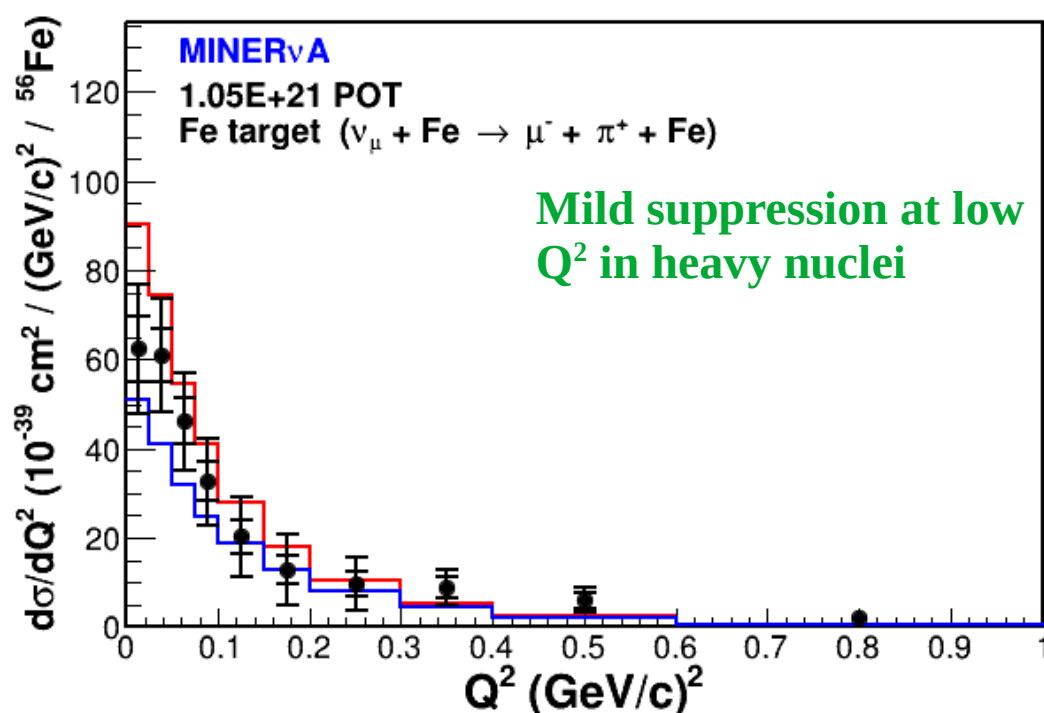 MINERνA
1.05E+21 POT
Fe target (ν_μ + Fe → μ⁻ + π⁺ + Fe)
Mild suppression at low
Q² in heavy nuclei
dσ/dQ² (10⁻³⁹ cm² / (GeV/c)² / ⁵⁶Fe)
120
100
80
60
40
20
0
0 0.1 0.2 0.3 0.4 0.5 0.6 0.7 0.8 0.9 1
Q² (GeV/c)²